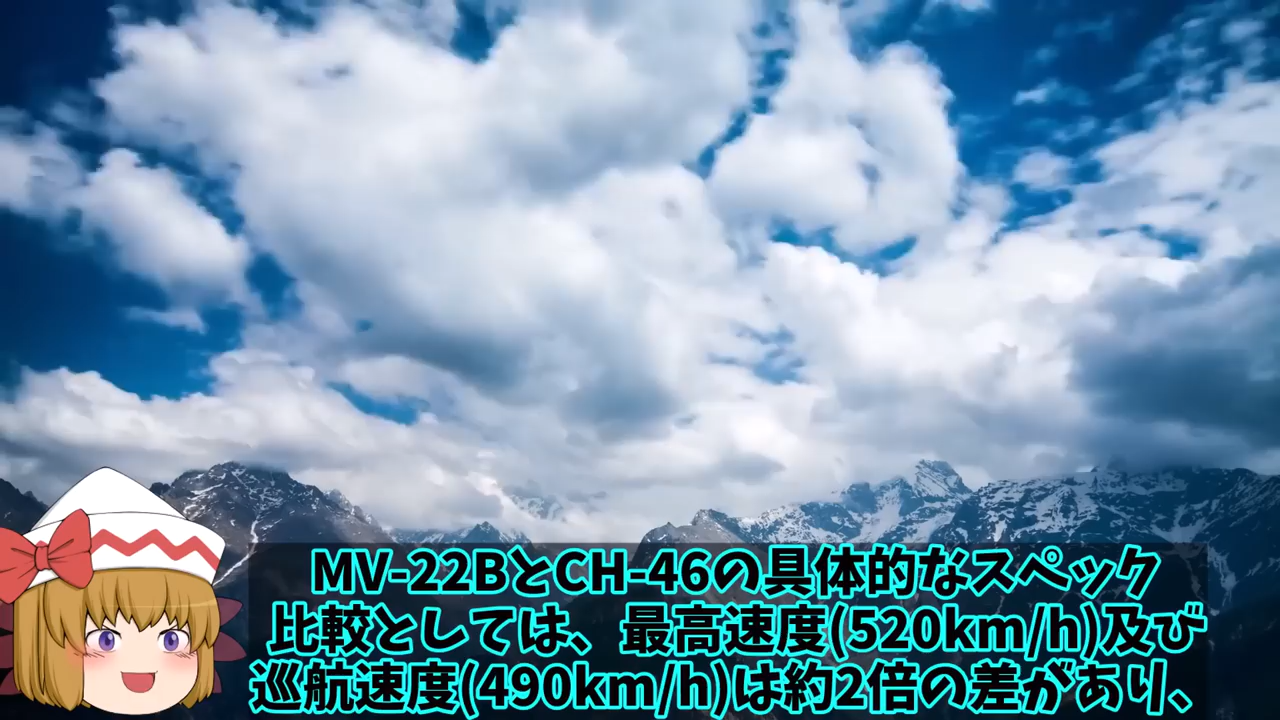 MV-22BとCH-46の具体的なスペック
比較としては、最高速度(520km/h)及び
巡航速度(490km/h)は約2倍の差があり、